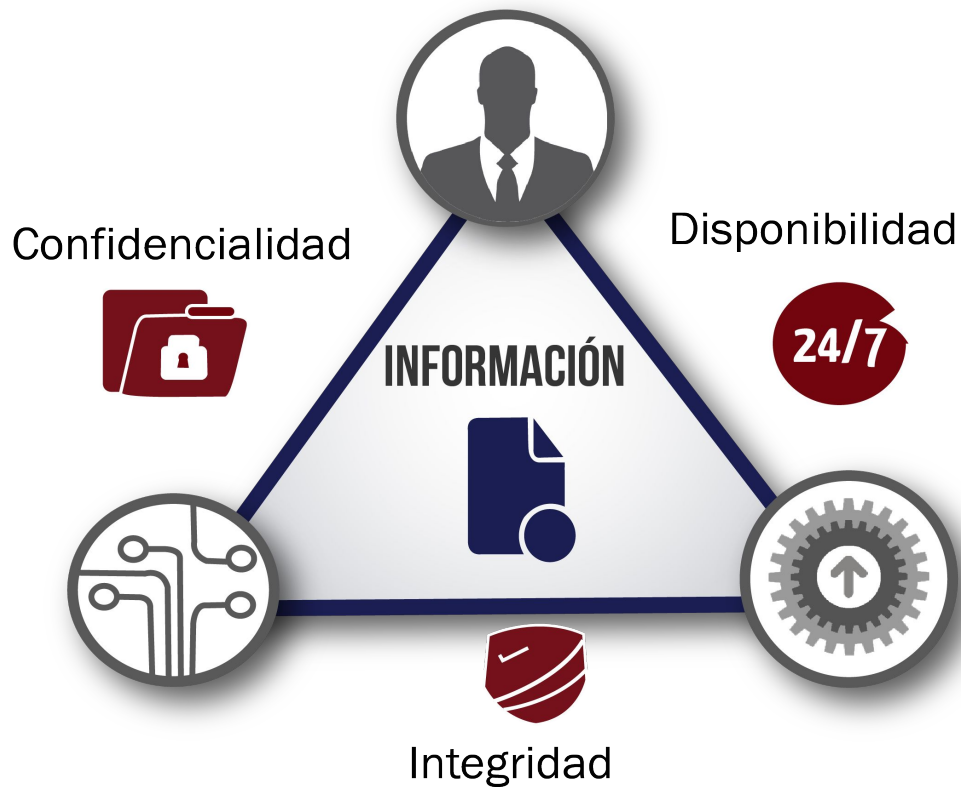 Confidencialidad
Disponibilidad
24/7
INFORMACIÓN
Integridad